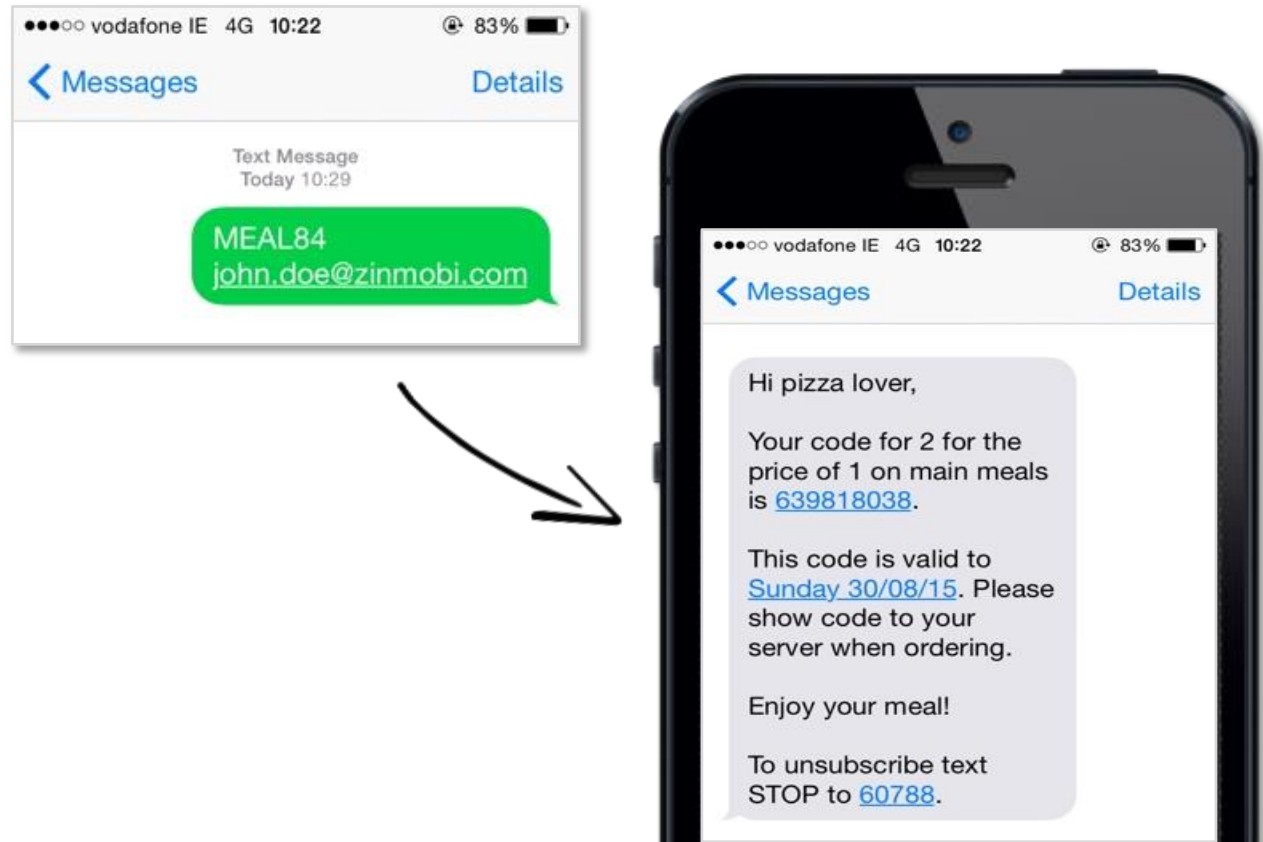 vodafone IE 4G 10:22 83%
Messages Details
Text Message
Today 10:29
MEAL84
john.doe@zinmobi.com
vodafone IE 4G 10:22 83%
Messages Details
Hi pizza lover,
Your code for 2 for the
price of 1 on main meals
is 639818038.
This code is valid to
Sunday 30/08/15. Please
show code to your
server when ordering.
Enjoy your meal!
To unsubscribe text
STOP to 60788.